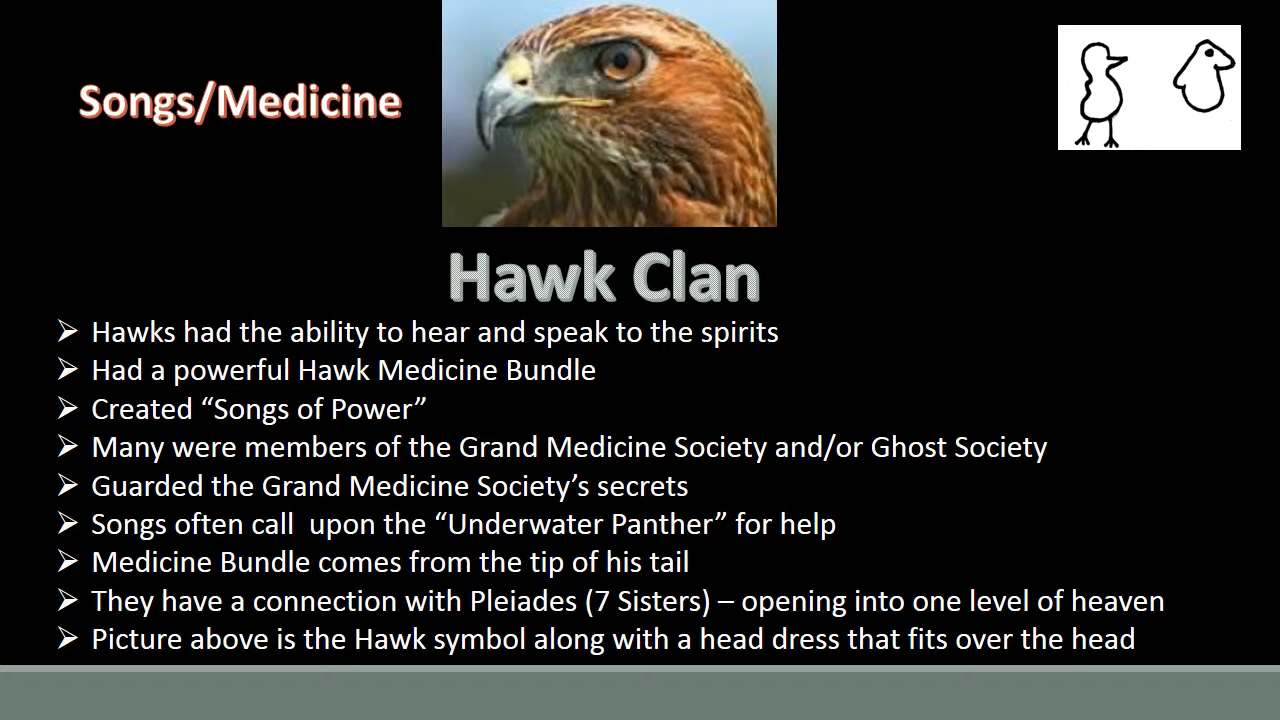 Songs/Medicine
Hawk Clan
➢ Hawks had the ability to hear and speak to the spirits
➢ Had a powerful Hawk Medicine Bundle
➢ Created “Songs of Power”
➢ Many were members of the Grand Medicine Society and/or Ghost Society
➢ Guarded the Grand Medicine Society’s secrets
➢ Songs often call  upon the “Underwater Panther” for help
➢ Medicine Bundle comes from the tip of his tail
➢ They have a connection with Pleiades (7 Sisters) – opening into one level of heaven
➢ Picture above is the Hawk symbol along with a head dress that fits over the head